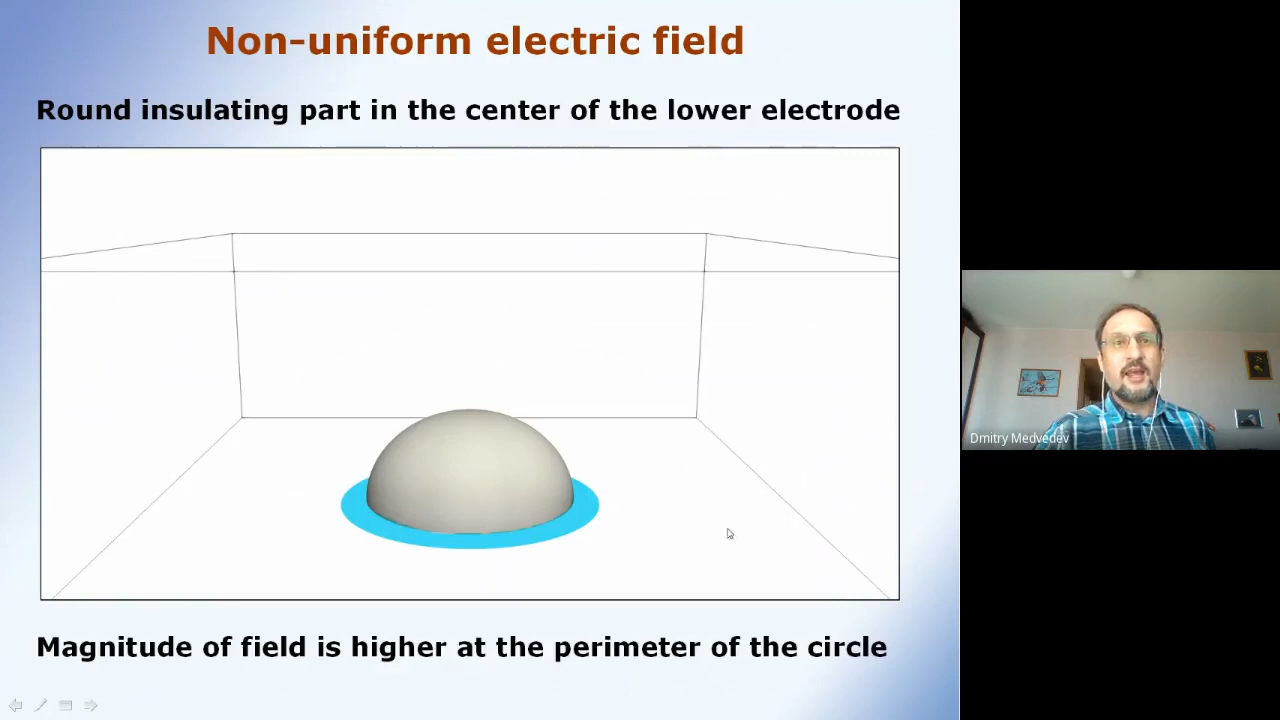 Non-uniform electric field
Round insulating part in the center of the lower electrode
Dmitry Medvedev
Magnitude of field is higher at the perimeter of the circle